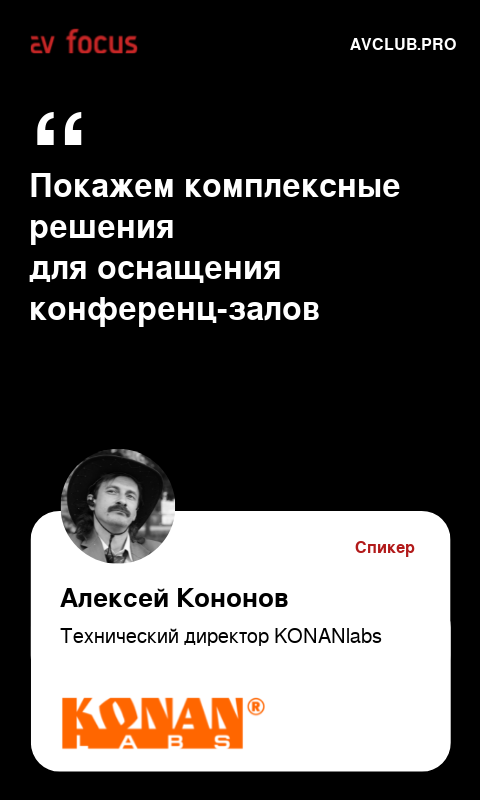 av focus
AVCLUB.PRO
“
Покажем комплексные
решения
для оснащения
конференц-залов
Спикер
Алексей Кононов
Технический директор KONANlabs
KONAN®
LABS